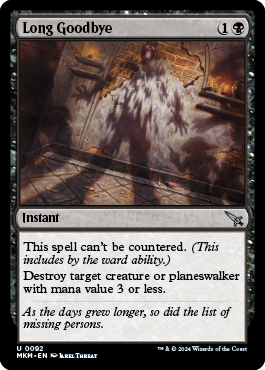 Long Goodbye 1
Instant
This spell can't be countered. (This
includes by the ward ability.)
Destroy target creature or planeswalker
with mana value 3 or less.
As the days grew longer, so did the list of
missing persons.
U 0092
MKM • EN Abel Threat
™ & © 2024 Wizards of the Coast